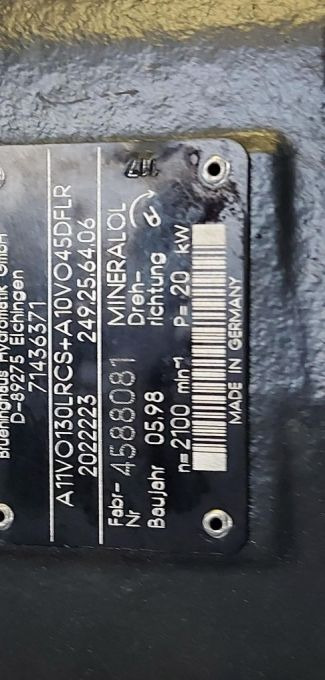 Brueninghaus Hydromatik GmbH
D-89275 Elchingen
71436371
A11VO130LRCS+A10VO45DFLR
2022223 249.25.64.06
Fabr-Nr 4588081 MINERALÖL
Baujahr 05.98 Dreh-richtung
n=2100 min-1 P= 20 kW
MADE IN GERMANY